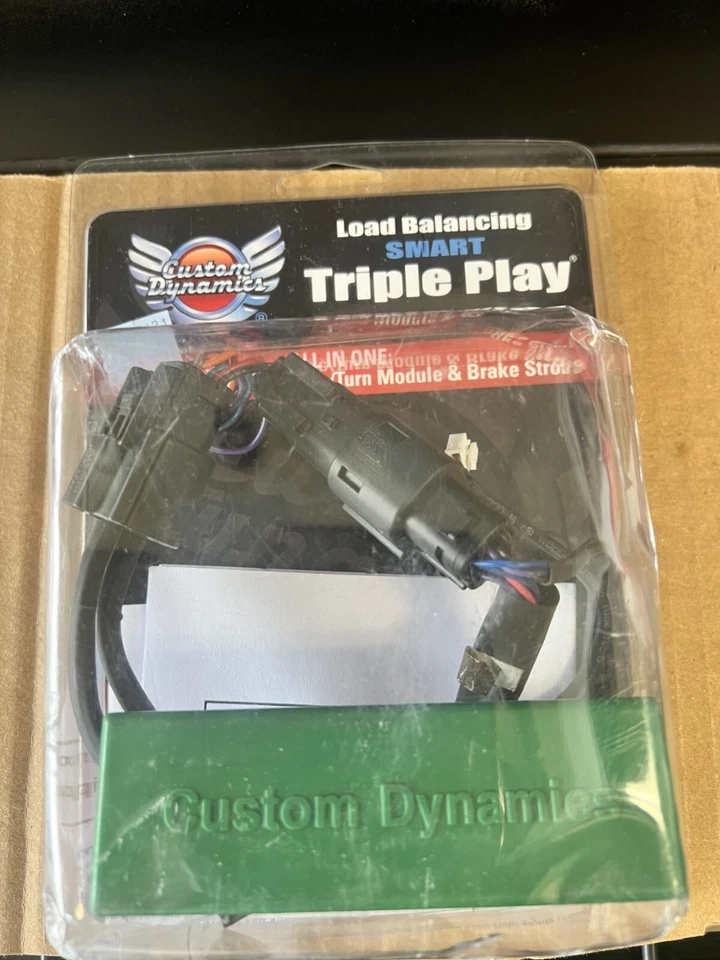 Load Balancing
SMART
Triple Play®
Custom
Dynamics
®
ALL IN ONE:
Turn Module & Brake Strobe
Custom Dynamics